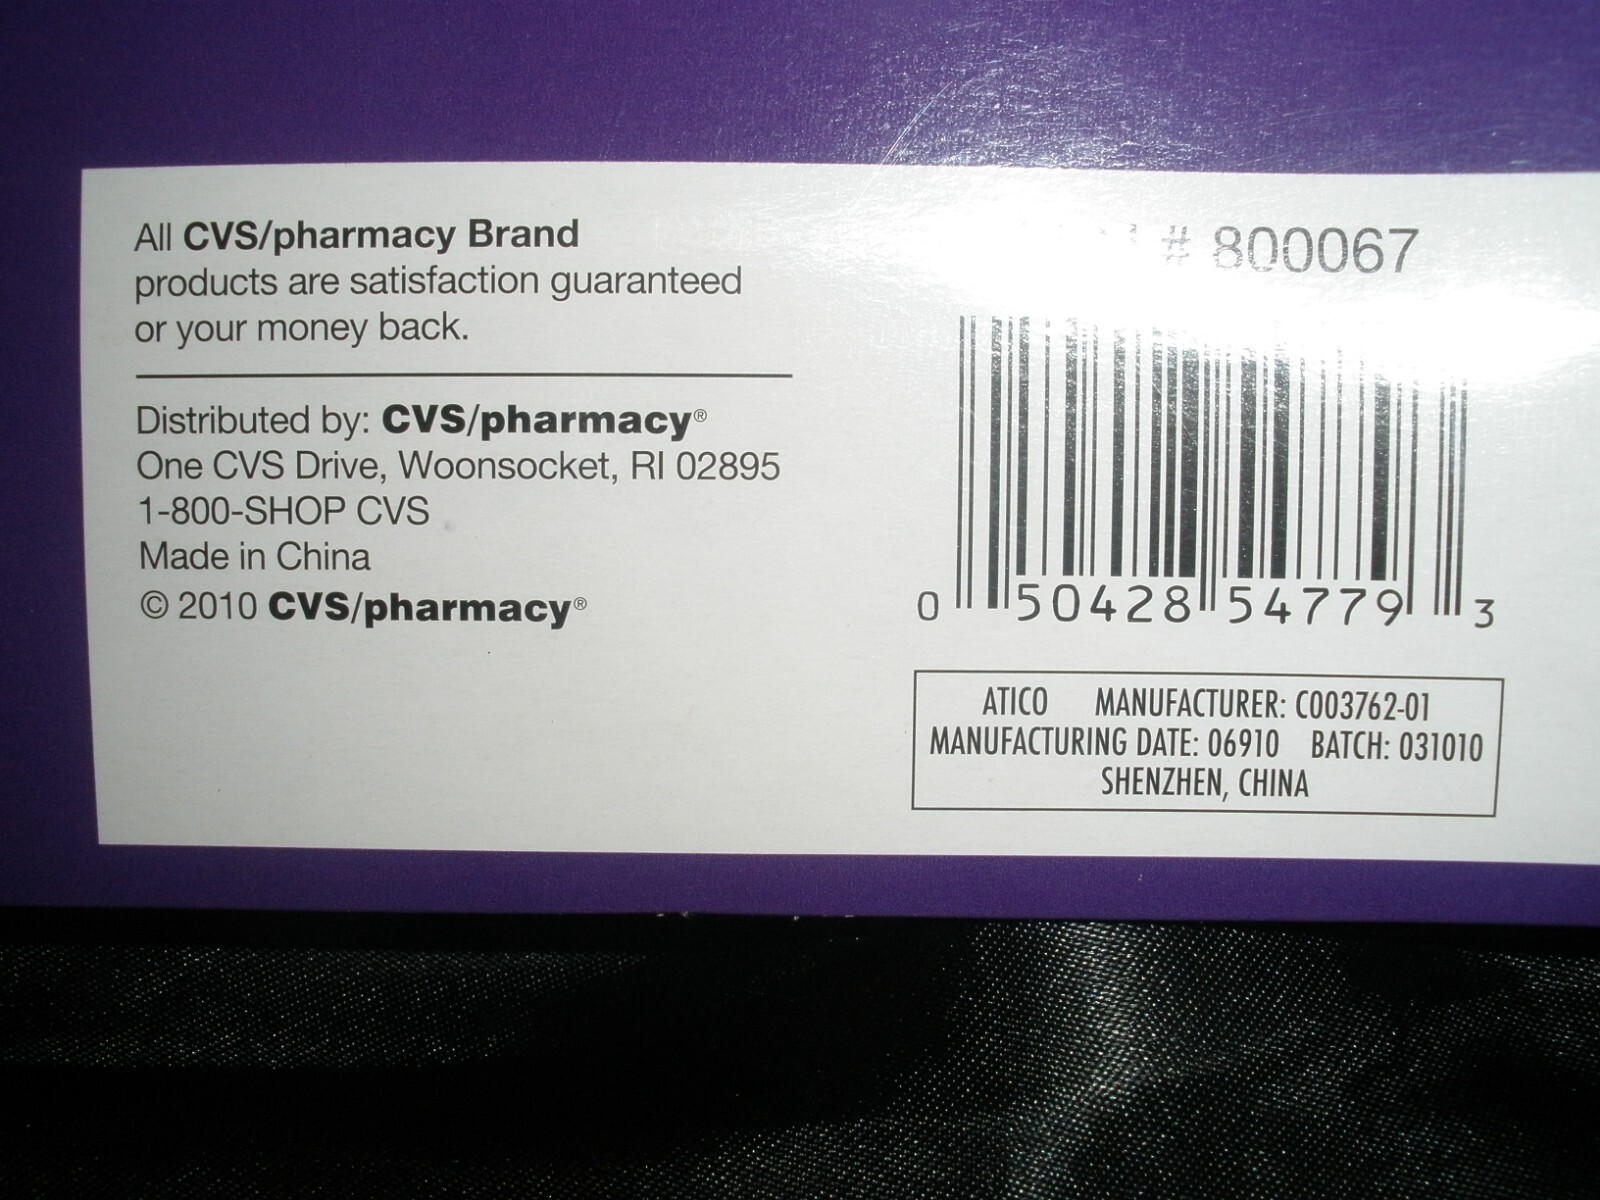 All CVS/pharmacy Brand
products are satisfaction guaranteed
or your money back.
Distributed by: CVS/pharmacy®
One CVS Drive, Woonsocket, RI 02895
1-800-SHOP CVS
Made in China
© 2010 CVS/pharmacy®
# 800067
0 50428 54779 3
ATICO MANUFACTURER: C003762-01
MANUFACTURING DATE: 06910 BATCH: 031010
SHENZHEN, CHINA